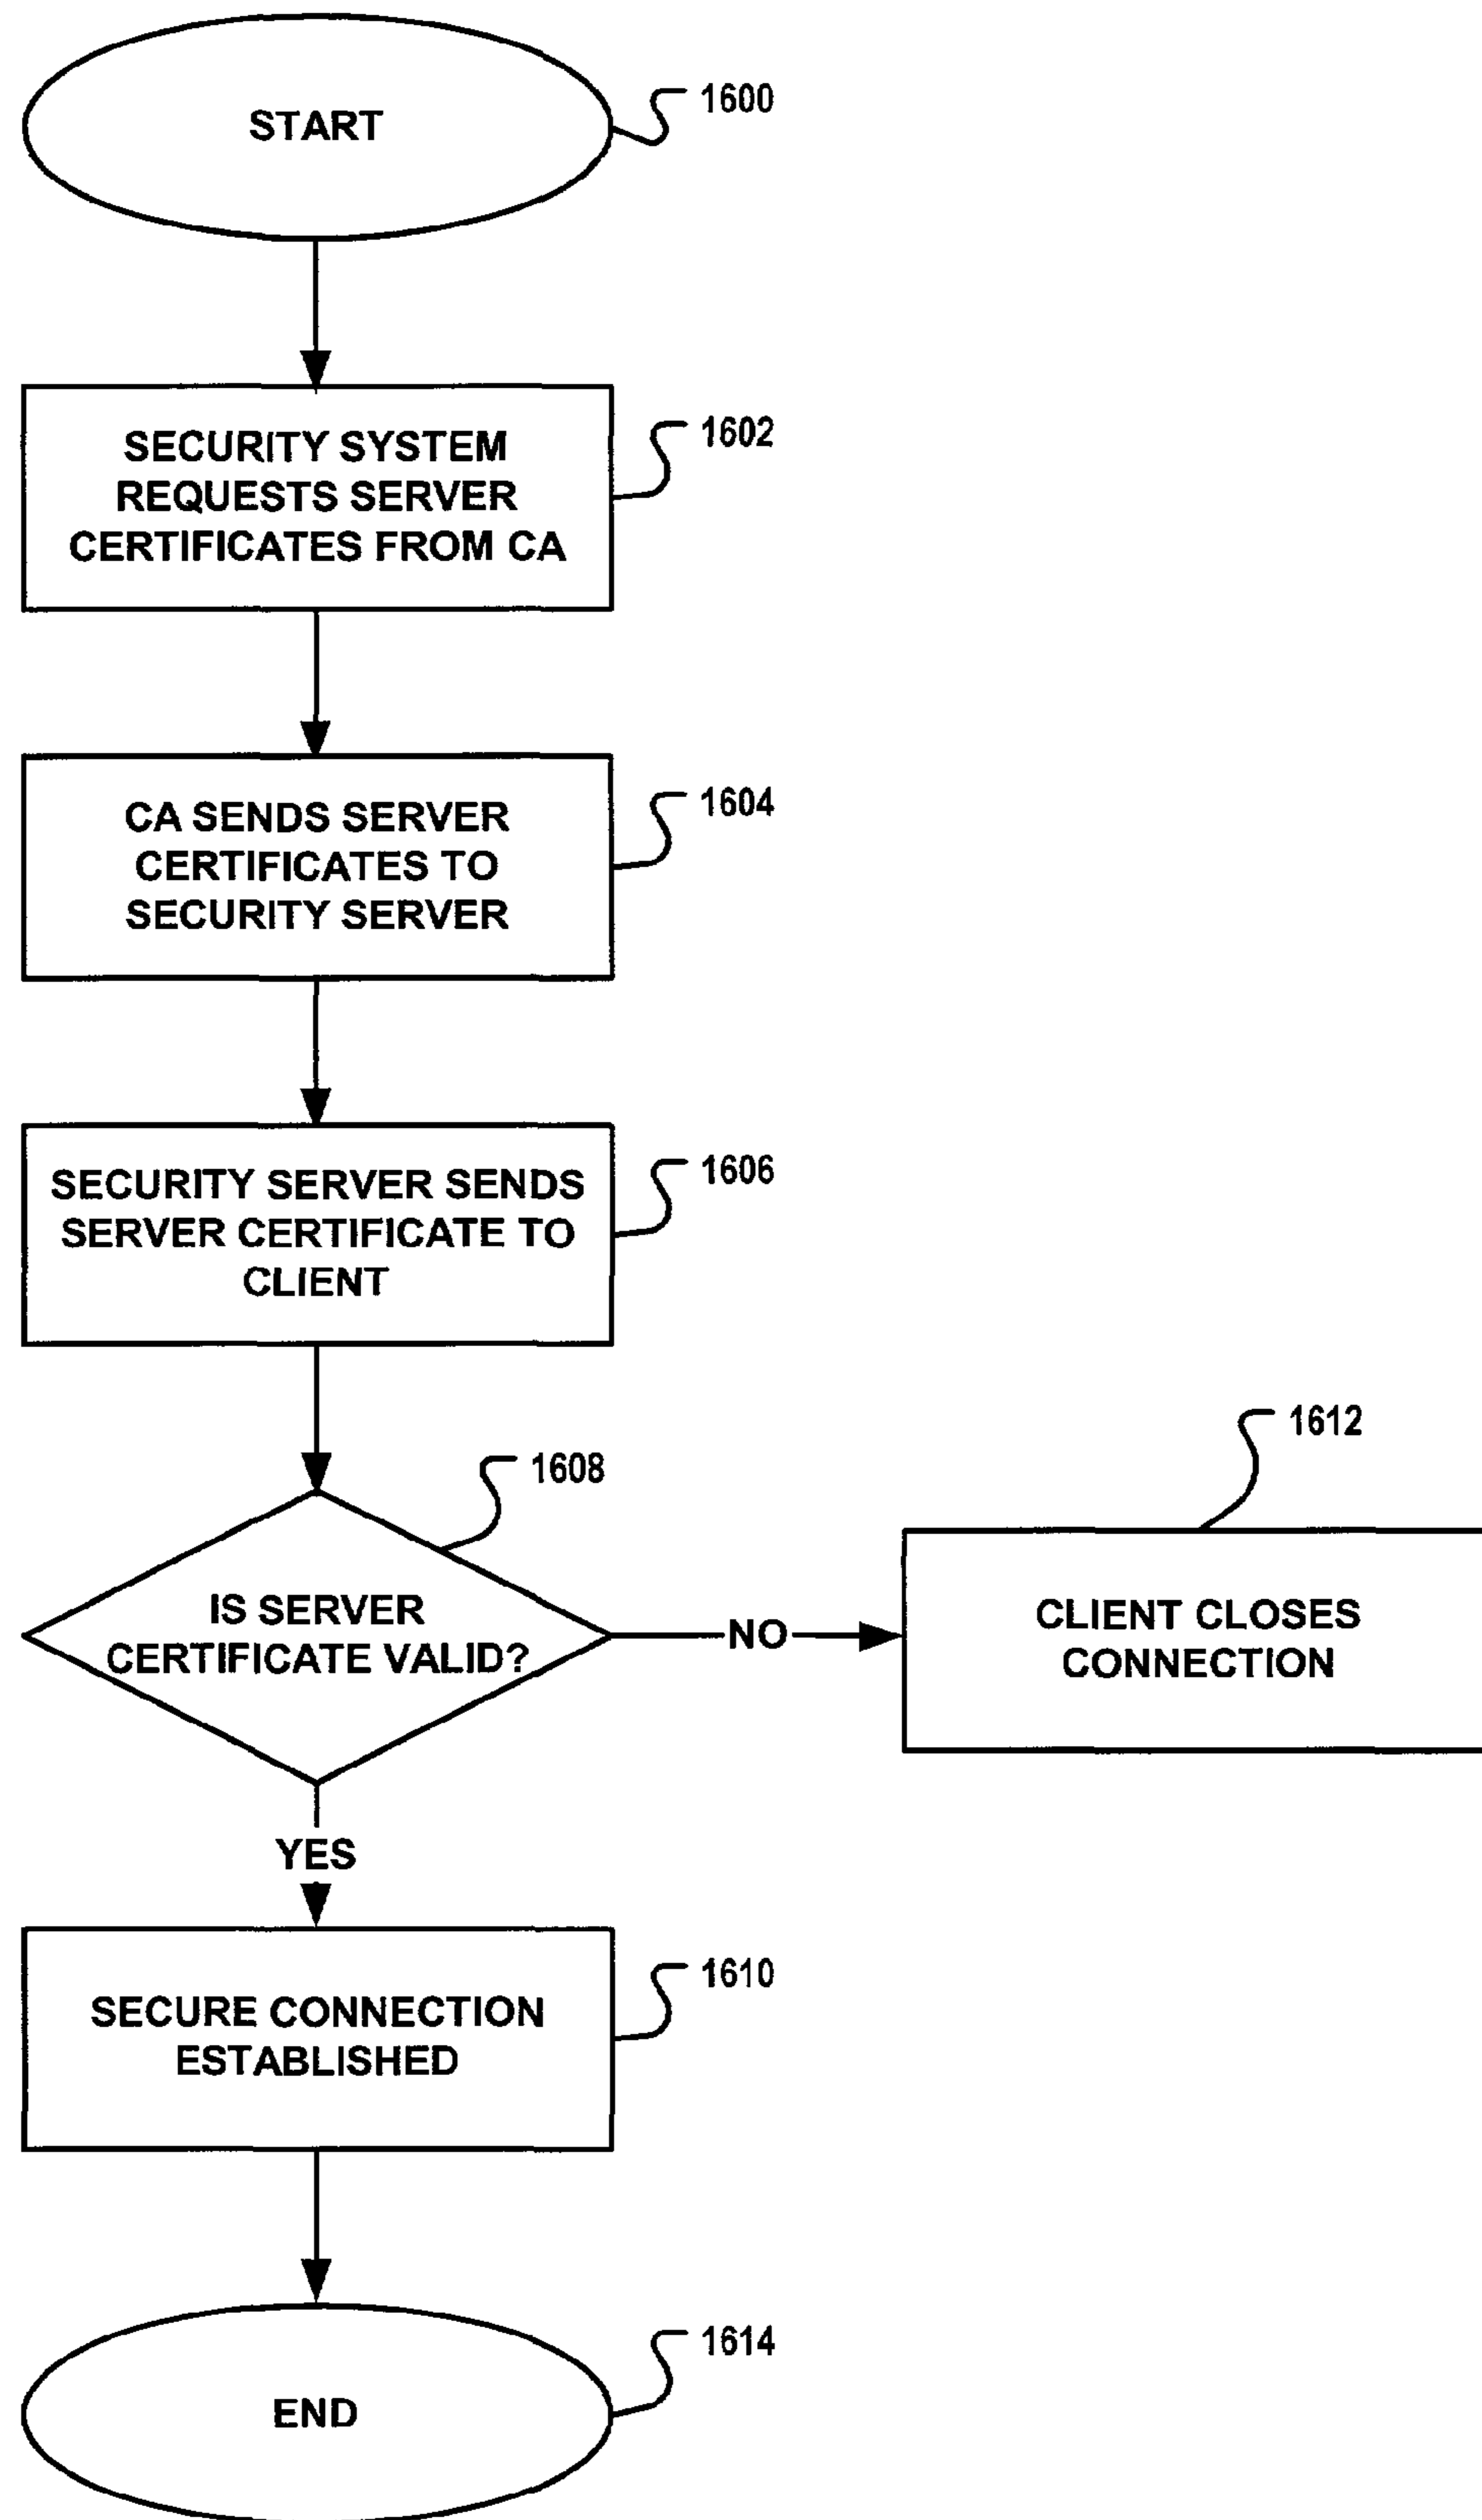 START
1600
SECURITY SYSTEM
REQUESTS SERVER
CERTIFICATES FROM CA
1602
CA SENDS SERVER
CERTIFICATES TO
SECURITY SERVER
1604
SECURITY SERVER SENDS
SERVER CERTIFICATE TO
CLIENT
1606
1608
IS SERVER
CERTIFICATE VALID?
NO
1612
CLIENT CLOSES
CONNECTION
YES
SECURE CONNECTION
ESTABLISHED
1610
END
1614